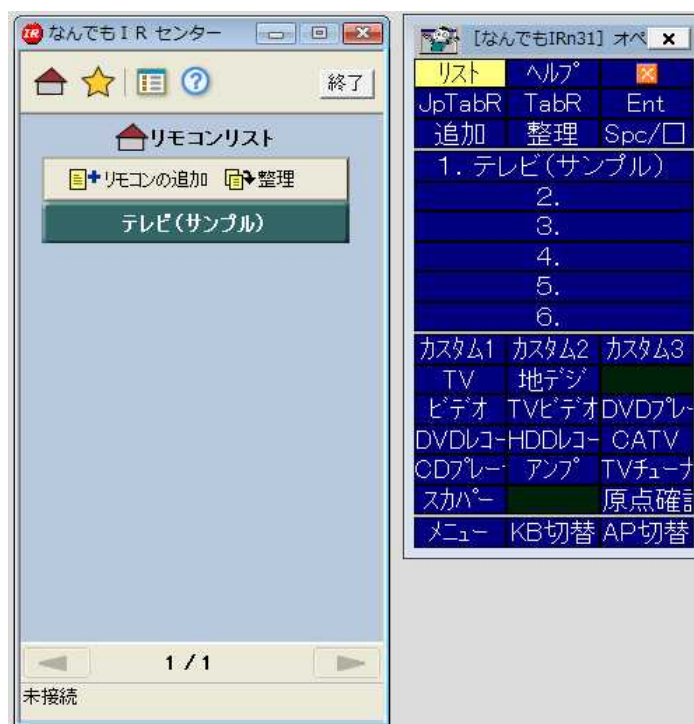 なんでもＩＲ センター
終了
リモコンリスト
リモコンの追加 整理
テレビ(サンプル)
1 / 1
未接続
[なんでもIRn31] オペ
リスト ヘルプ
JpTabR TabR Ent
追加 整理 Spc/□
1. テレビ(サンプル)
2.
3.
4.
5.
6.
カスタム1 カスタム2 カスタム3
TV 地デジ
ビデオ TVビデオ DVDプレー
DVDレコー HDDレコー CATV
CDプレー アンプ TVチューナ
スカパー 原点確認
メニュー KB切替 AP切替